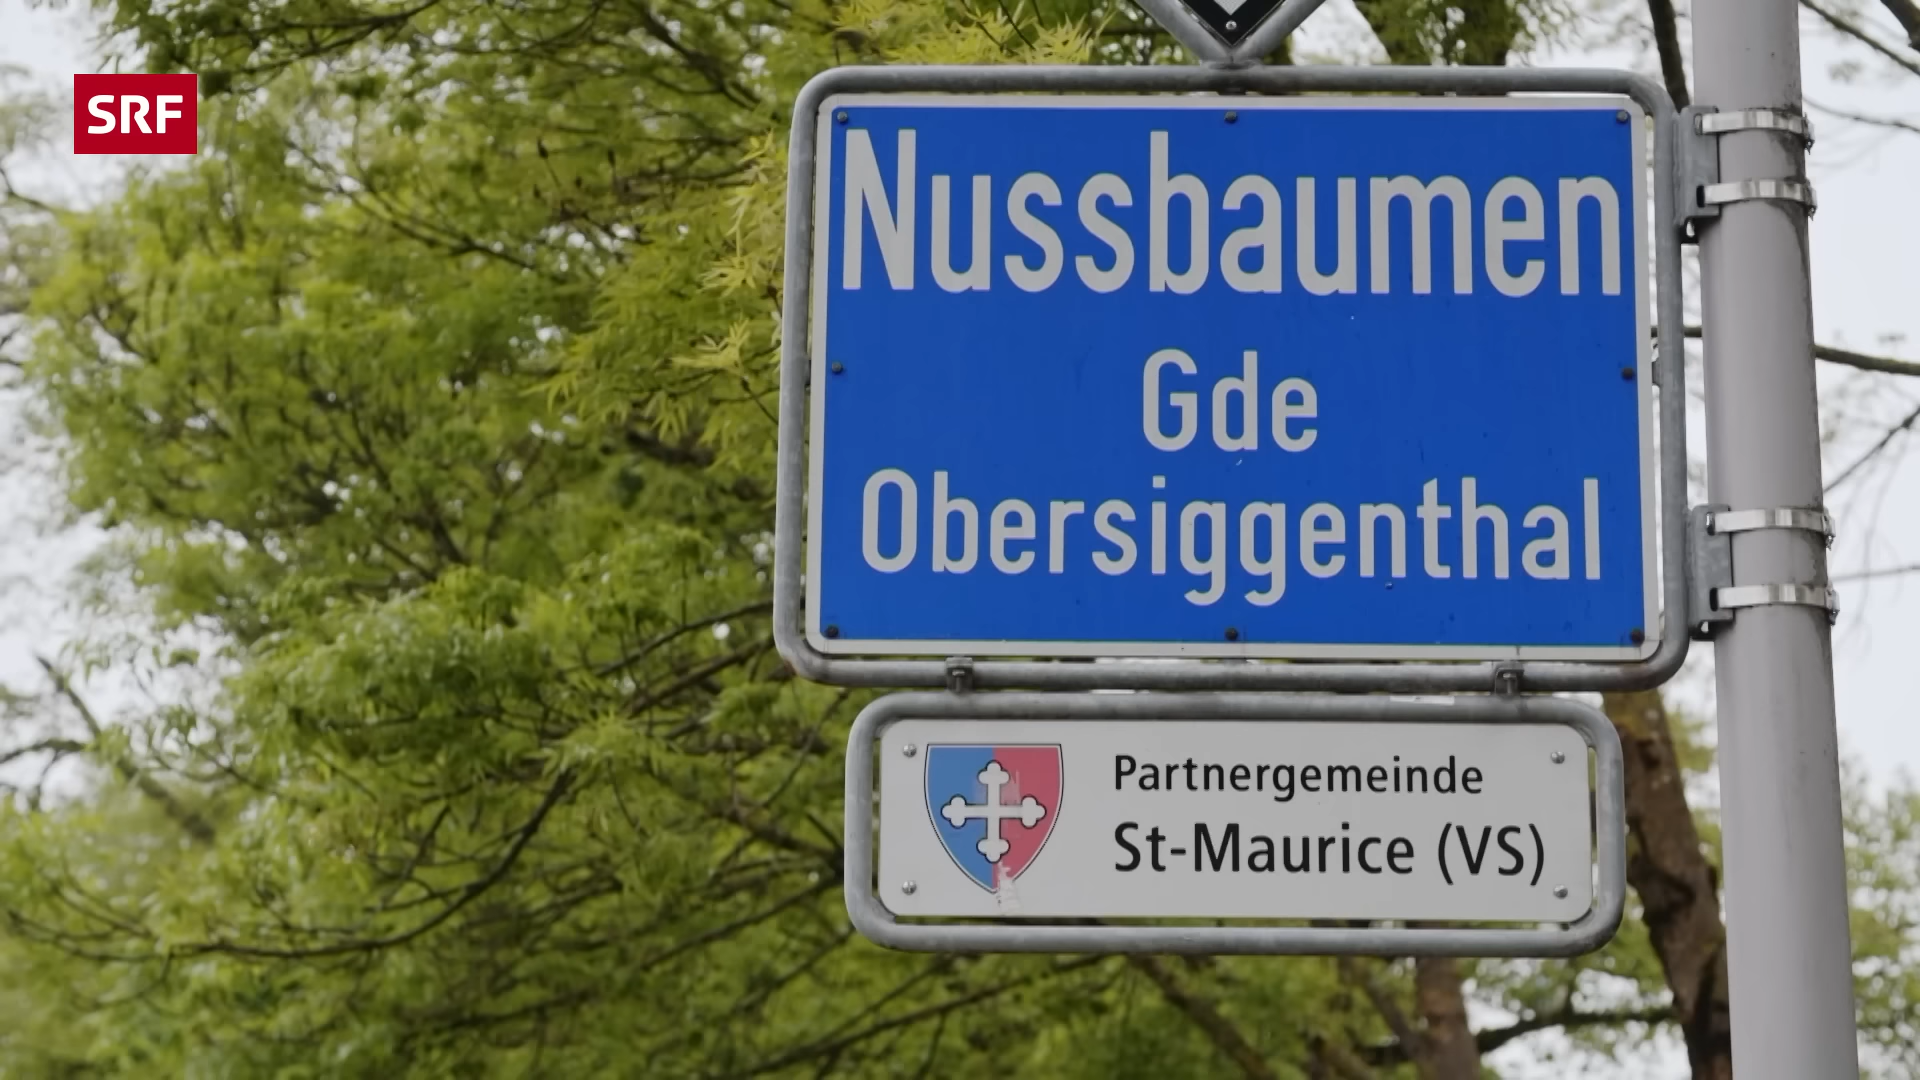 SRF
Nussbaumen
Gde
Obersiggenthal
Partnergemeinde
St-Maurice (VS)